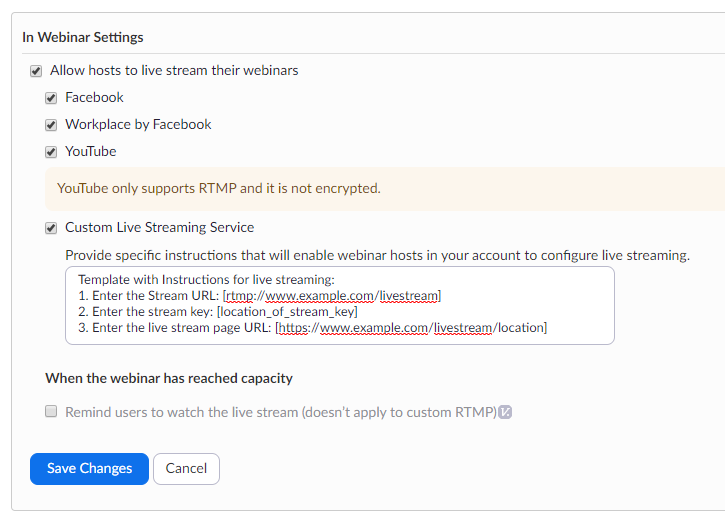 In Webinar Settings
Allow hosts to live stream their webinars
Facebook
Workplace by Facebook
YouTube
YouTube only supports RTMP and it is not encrypted.
Custom Live Streaming Service
Provide specific instructions that will enable webinar hosts in your account to configure live streaming.
Template with Instructions for live streaming:
1. Enter the Stream URL: [rtmp://www.example.com/livestream]
2. Enter the stream key: [location_of_stream_key]
3. Enter the live stream page URL: [https://www.example.com/livestream/location]
When the webinar has reached capacity
Remind users to watch the live stream (doesn't apply to custom RTMP)
Save Changes Cancel